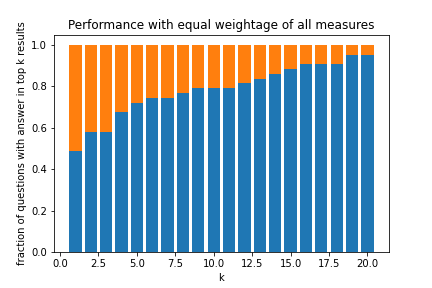 Performance with equal weightage of all measures
fraction of questions with answer in top k results
1.0
0.8
0.6
0.4
0.2
0.0
0.0 2.5 5.0 7.5 10.0 12.5 15.0 17.5 20.0
k